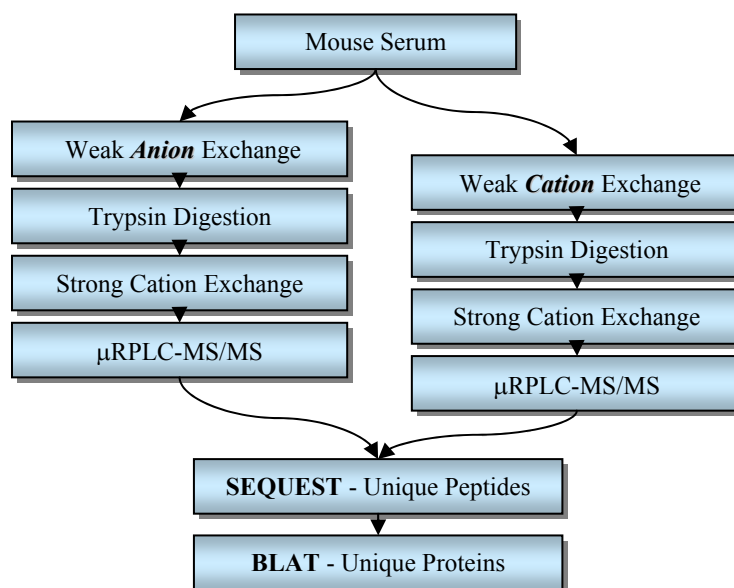 Mouse Serum
Weak Anion Exchange
Trypsin Digestion
Strong Cation Exchange
μRPLC-MS/MS
Weak Cation Exchange
Trypsin Digestion
Strong Cation Exchange
μRPLC-MS/MS
SEQUEST - Unique Peptides
BLAT - Unique Proteins